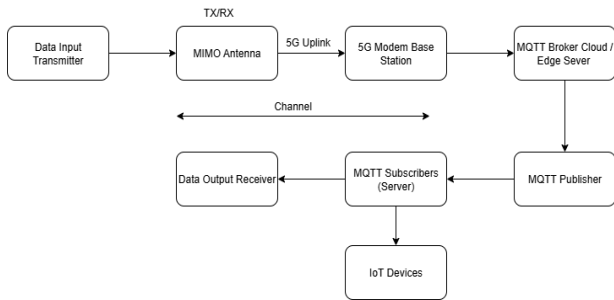 TX/RX
Data Input
Transmitter
MIMO Antenna
5G Uplink
5G Modem Base
Station
MQTT Broker Cloud /
Edge Sever
Channel
Data Output Receiver
MQTT Subscribers
(Server)
MQTT Publisher
IoT Devices